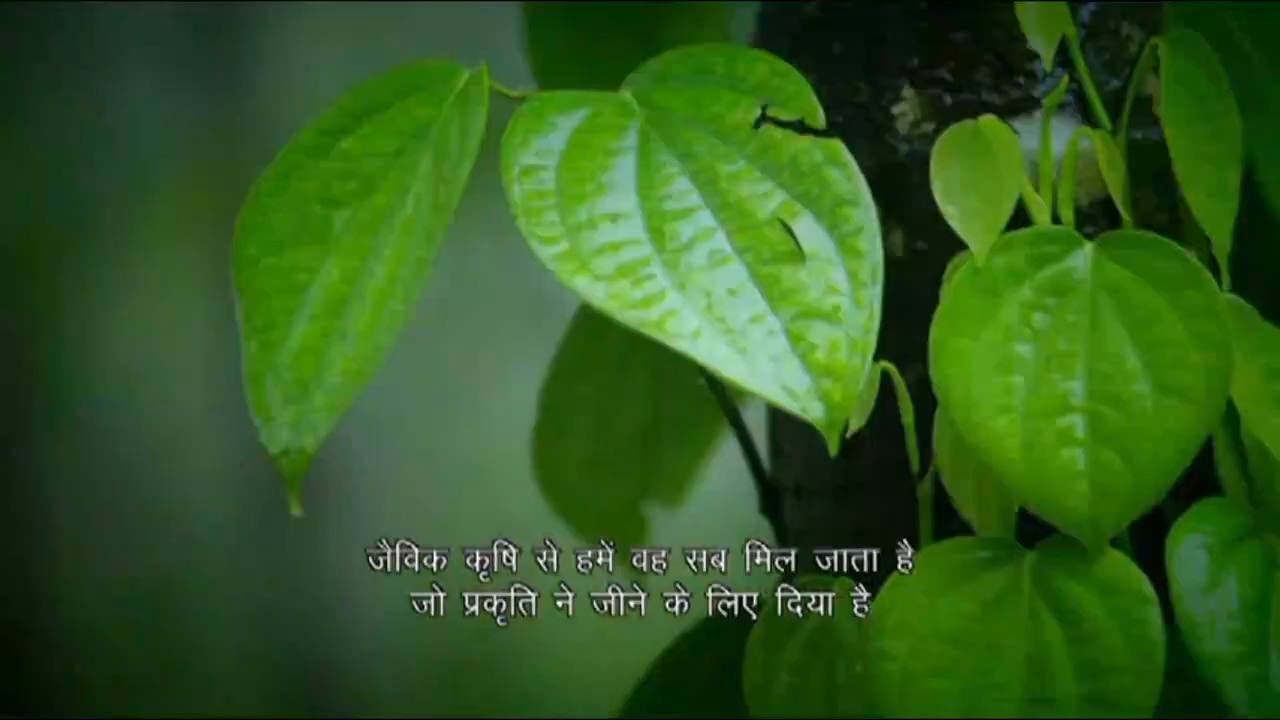 जैविक कृषि से हमें वह सब मिल जाता है
जो प्रकृति ने जीने के लिए दिया है